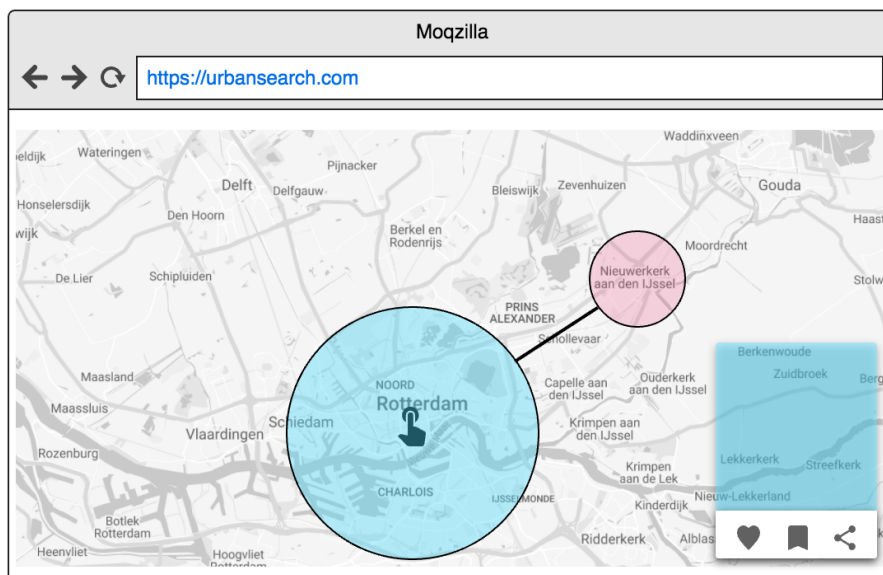 Moqzilla
https://urbansearch.com
Waddinxveen
Wateringen
Pijnacker
Delft
Delfgauw
Bleiswijk
Zevenhuizen
Gouda
Honselersdijk
Den Hoorn
Berkel en
Rodenrijs
Moordrecht
De Lier
Schipluiden
Nieuwerkerk
aan den IJssel
PRINS
ALEXANDER
Berkenwoude
Zuidbroek
Maasland
NOORD
Rotterdam
Capelle aan
den IJssel
Ouderkerk
aan den IJssel
Maassluis
Schiedam
Vlaardingen
Krimpen aan
den IJssel
Rozenburg
Krimpen
aan de Lek
Lekkerkerk
Streefkerk
CHARLOIS
IJSSELMONDE
Nieuw-Lekkerland
Kinderdijk
Botlek
Rotterdam
Ridderkerk
Alblas
Heenvliet
Hoogvliet
Rotterdam